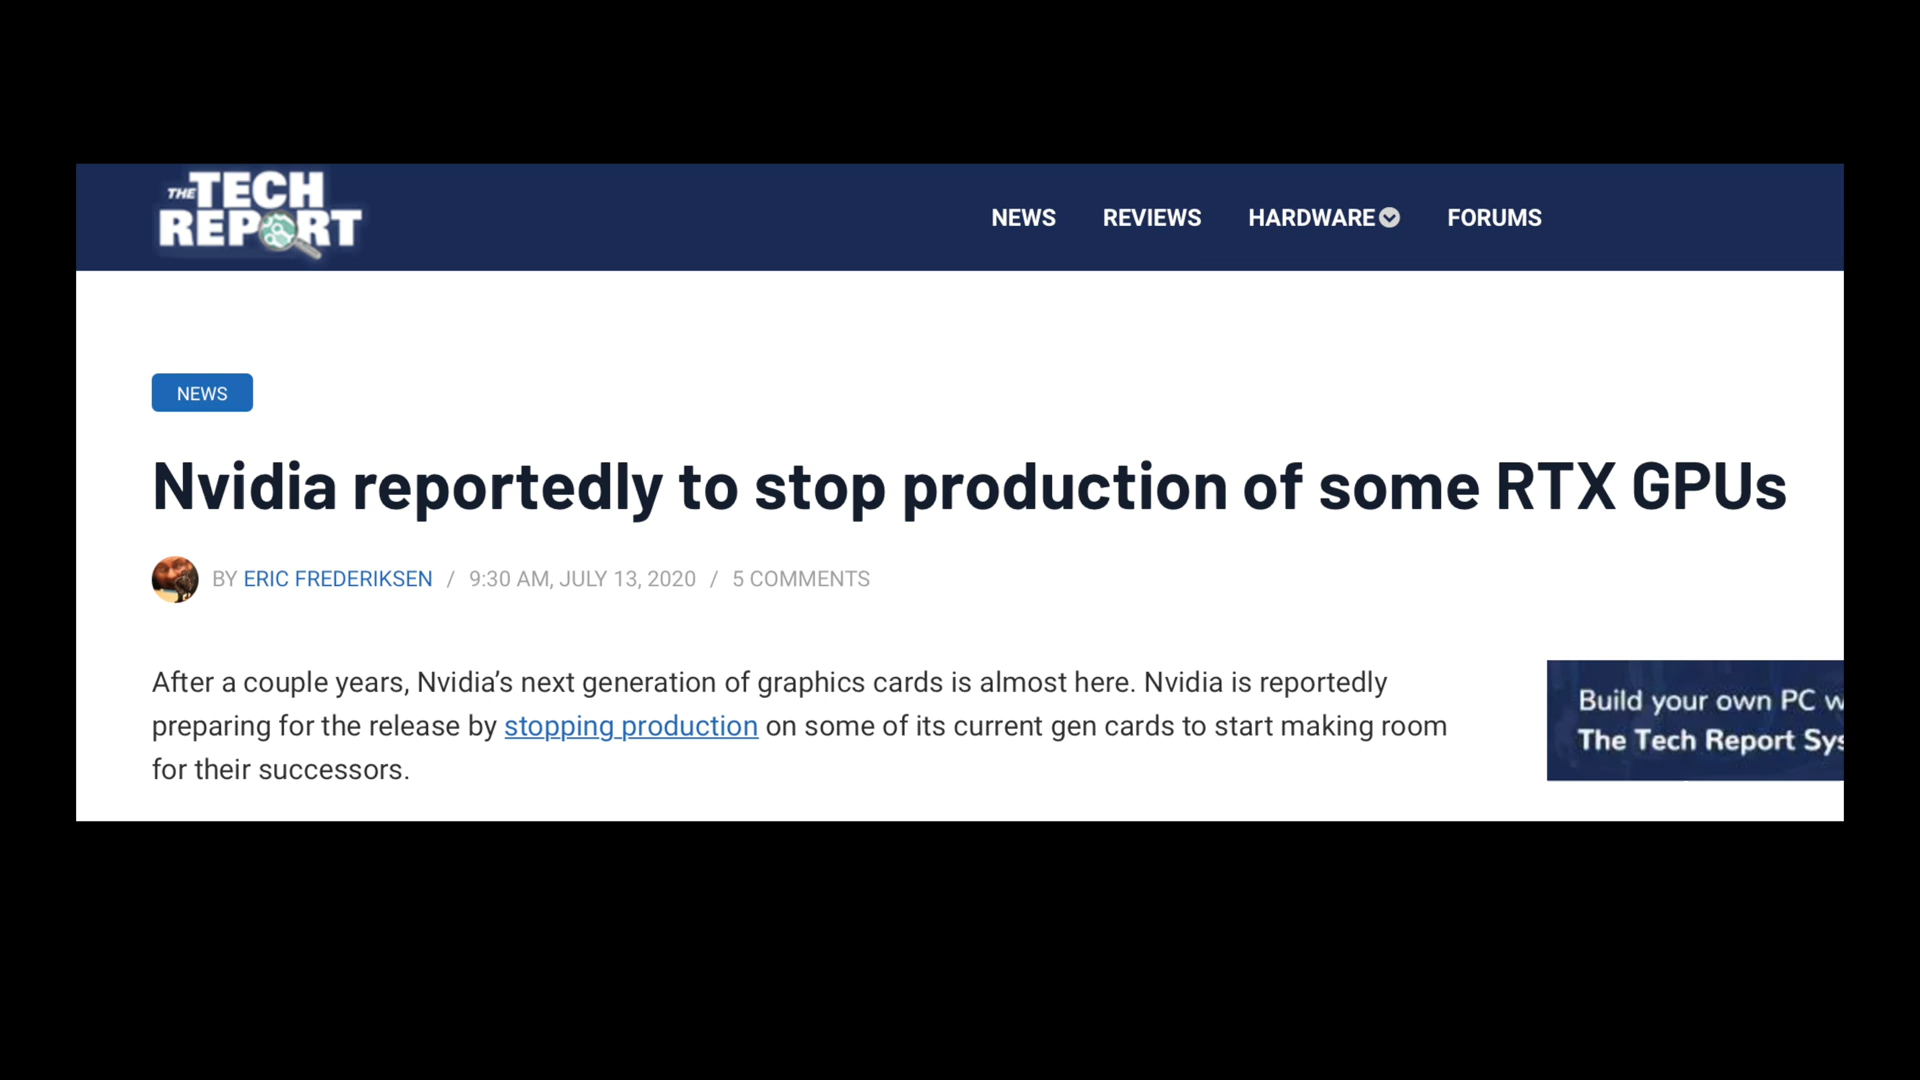 THE TECH
REPORT
NEWS REVIEWS HARDWARE FORUMS
NEWS
Nvidia reportedly to stop production of some RTX GPUs
BY ERIC FREDERIKSEN / 9:30 AM, JULY 13, 2020 / 5 COMMENTS
After a couple years, Nvidia’s next generation of graphics cards is almost here. Nvidia is reportedly
preparing for the release by stopping production on some of its current gen cards to start making room
for their successors.
Build your own PC w
The Tech Report Sys